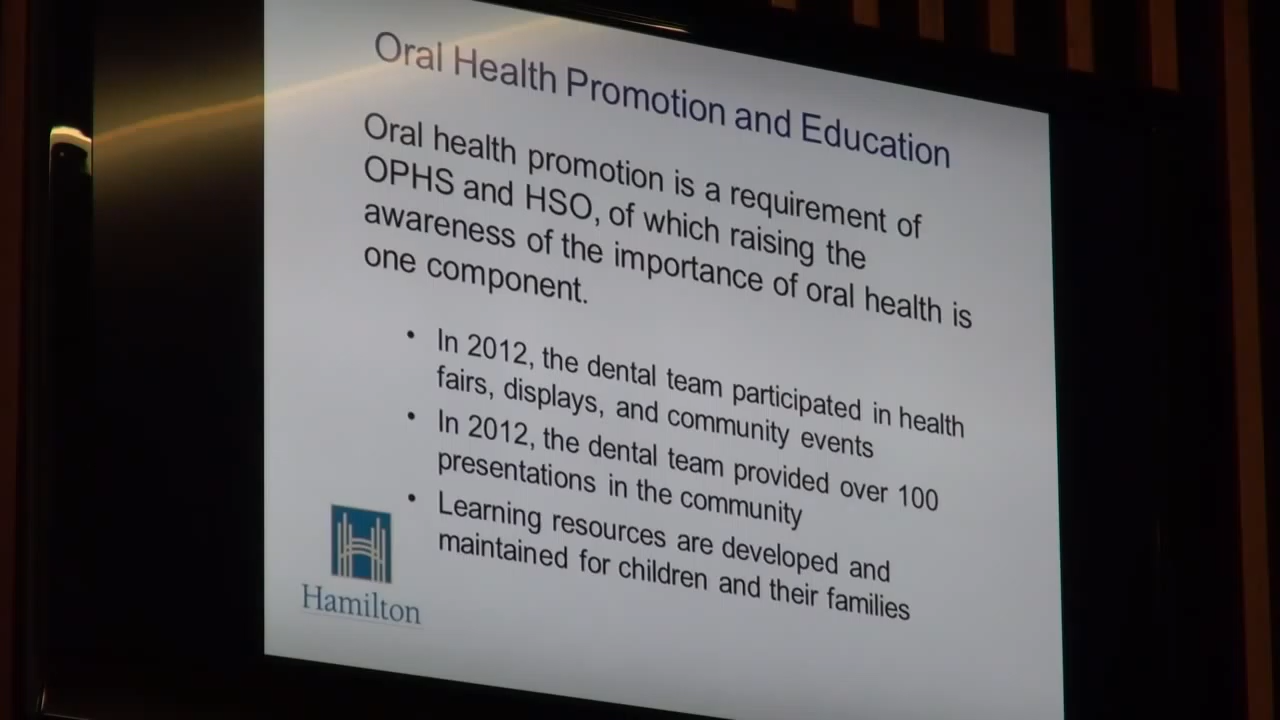 Oral Health Promotion and Education
Oral health promotion is a requirement of
OPHS and HSO, of which raising the
awareness of the importance of oral health is
one component.
• In 2012, the dental team participated in health
fairs, displays, and community events
• In 2012, the dental team provided over 100
presentations in the community
• Learning resources are developed and
maintained for children and their families
Hamilton